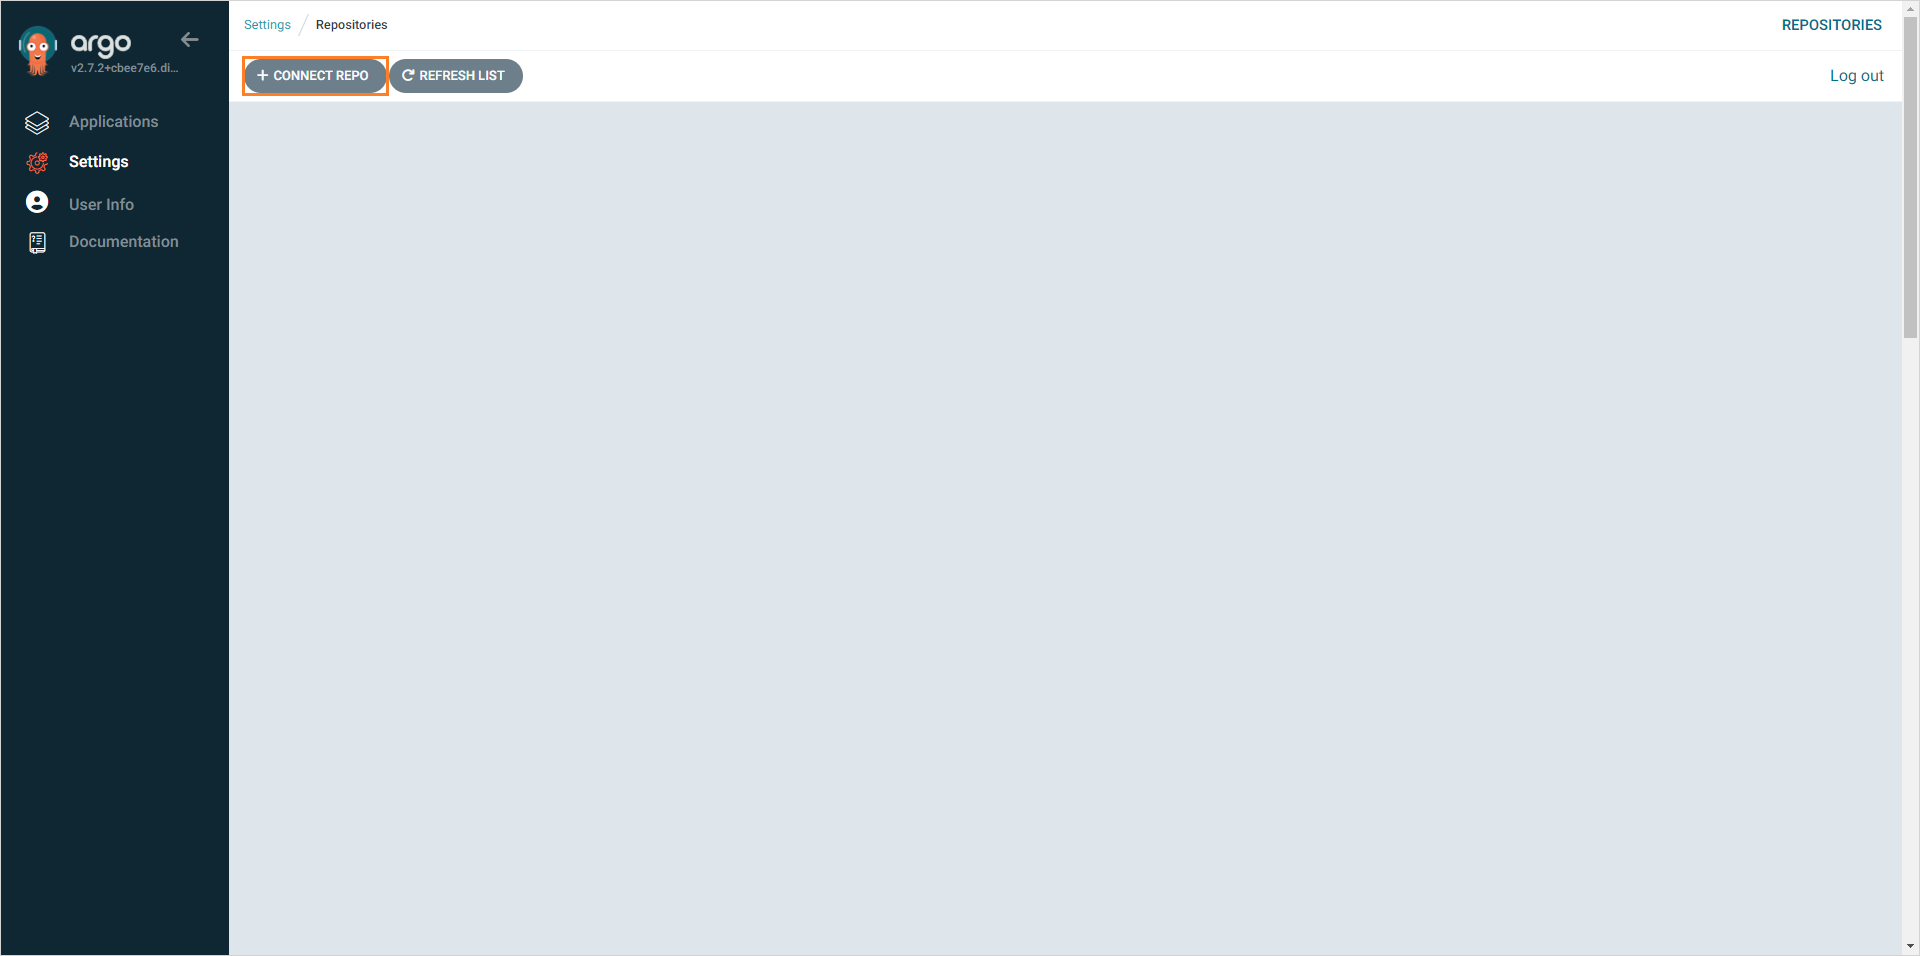 argo
v2.7.2+cbee7e6.di...
Applications
Settings
User Info
Documentation
Settings / Repositories
REPOSITORIES
+ CONNECT REPO
REFRESH LIST
Log out